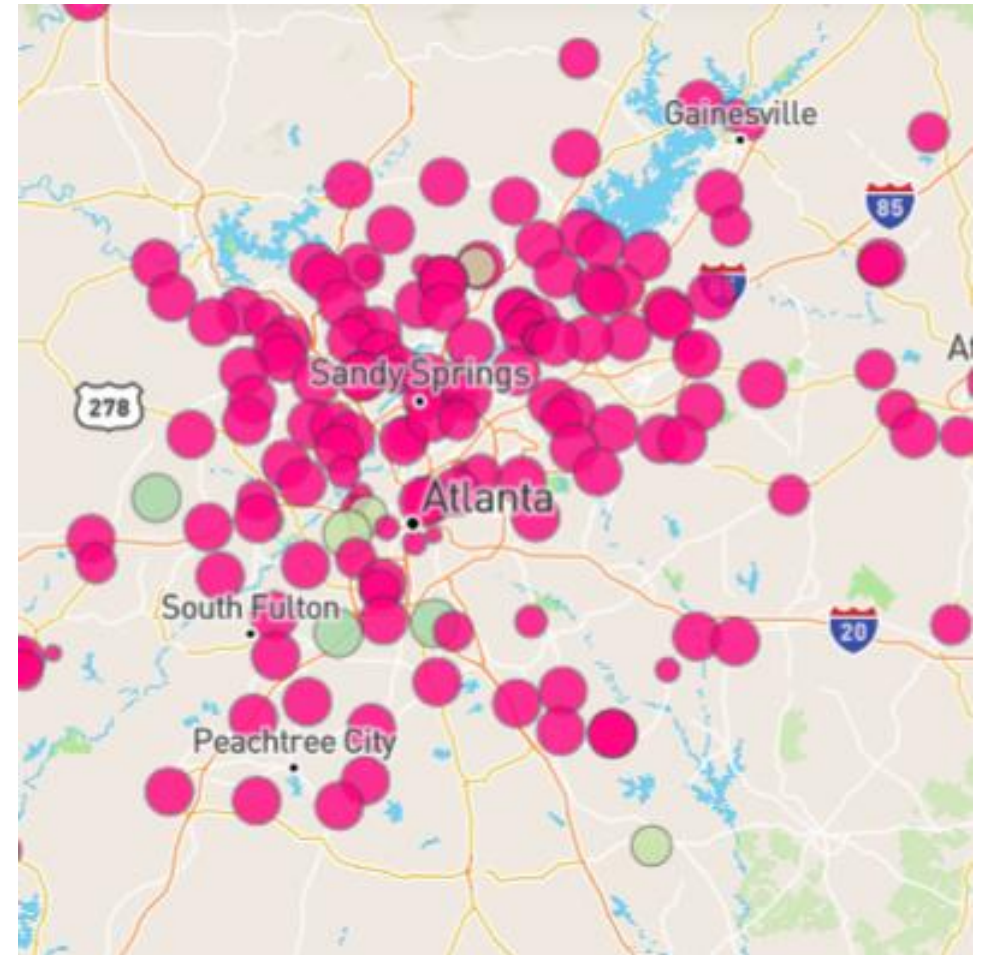 Gainesville
85
278
Sandy Springs
Atlanta
South Fulton
20
Peachtree City